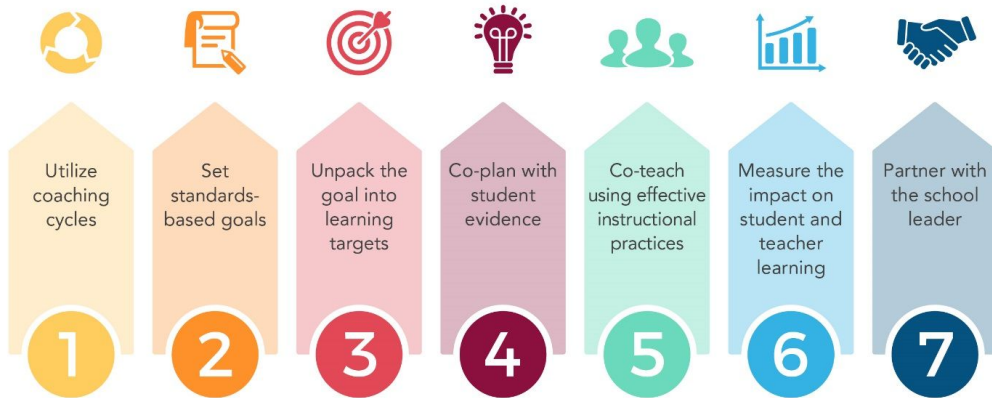 Utilize
coaching
cycles
1
Set
standards-
based goals
2
Unpack the
goal into
learning
targets
3
Co-plan with
student
evidence
4
Co-teach
using effective
instructional
practices
5
Measure the
impact on
student and
teacher
learning
6
Partner with
the school
leader
7